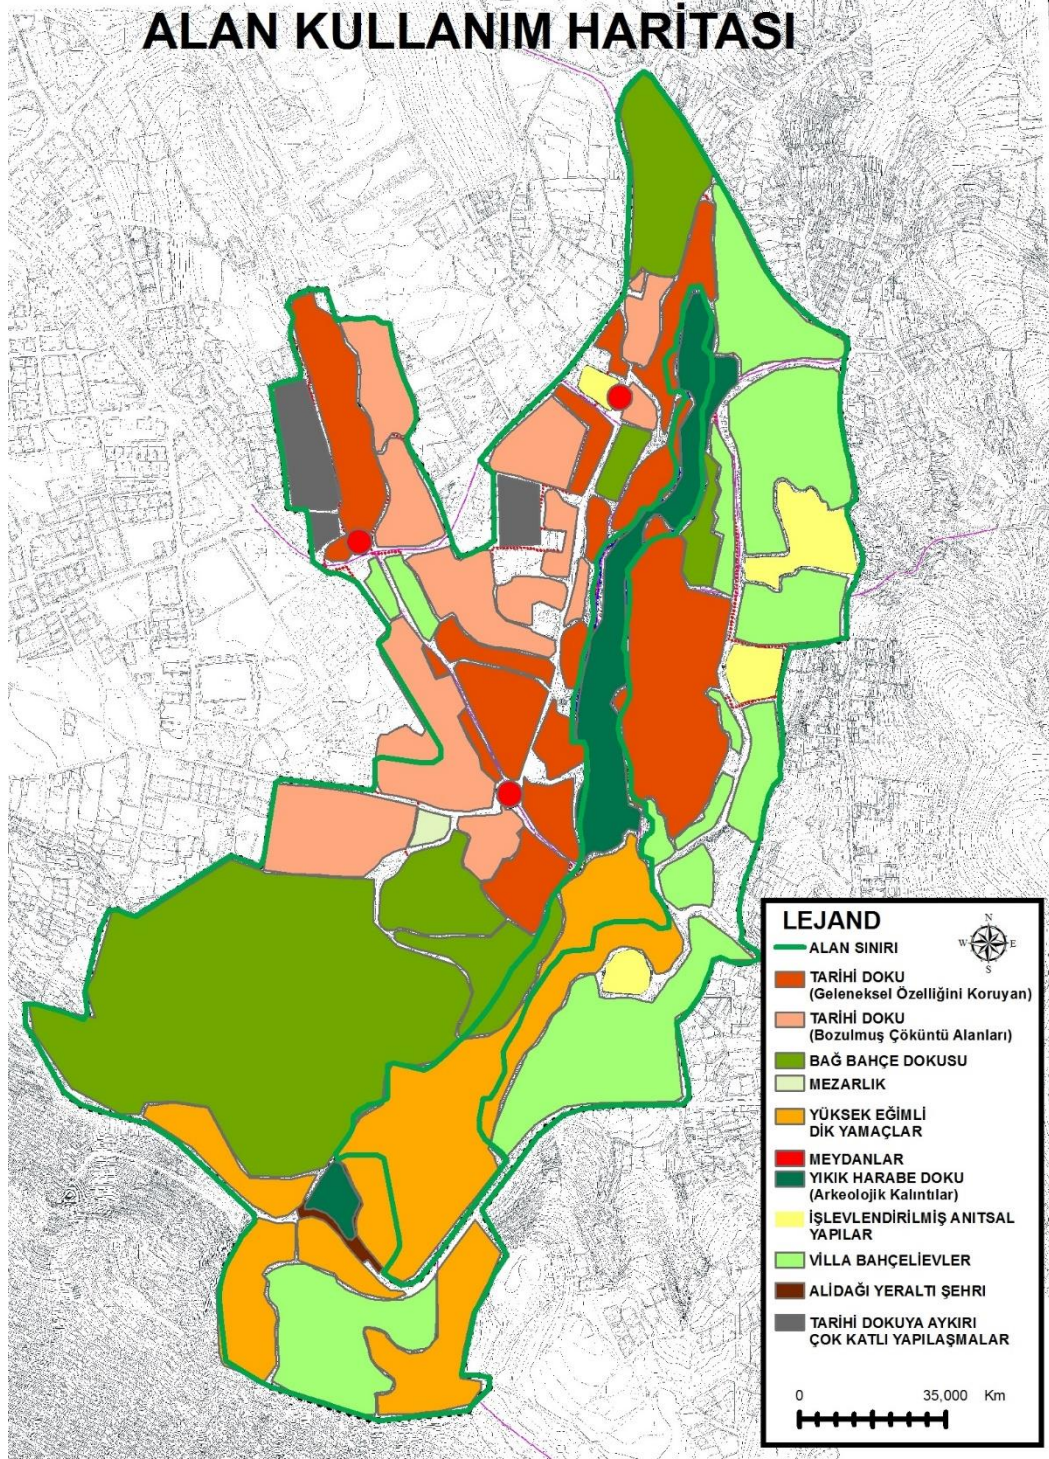 ALAN KULLANIM HARİTASI
LEJAND
N
W E
S
ALAN SINIRI
TARİHİ DOKU
(Geleneksel Özelliğini Koruyan)
TARİHİ DOKU
(Bozulmuş Çöküntü Alanları)
BAĞ BAHÇE DOKUSU
MEZARLIK
YÜKSEK EĞİMLİ
DİK YAMAÇLAR
MEYDANLAR
YIKIK HARABE DOKU
(Arkeolojik Kalıntılar)
İŞLEVLENDİRİLMİŞ ANITSAL
YAPILAR
VİLLA BAHÇELİEVLER
ALİDAĞI YERALTI ŞEHRI
TARİHİ DOKUYA AYKIRI
ÇOK KATLI YAPILAŞMALAR
0 35,000 Km